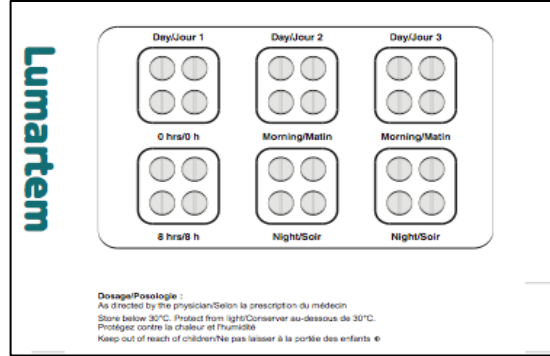 Lumartem
Day/Jour 1 Day/Jour 2 Day/Jour 3
0 hrs/0 h Morning/Matin Morning/Matin
8 hrs/8 h Night/Soir Night/Soir
Dosage/Posologie :
As directed by the physician/Selon la prescription du médecin
Store below 30°C. Protect from light/Conserver au-dessous de 30°C.
Protégez contre la chaleur et l'humidité
Keep out of reach of children/Ne pas laisser à la portée des enfants